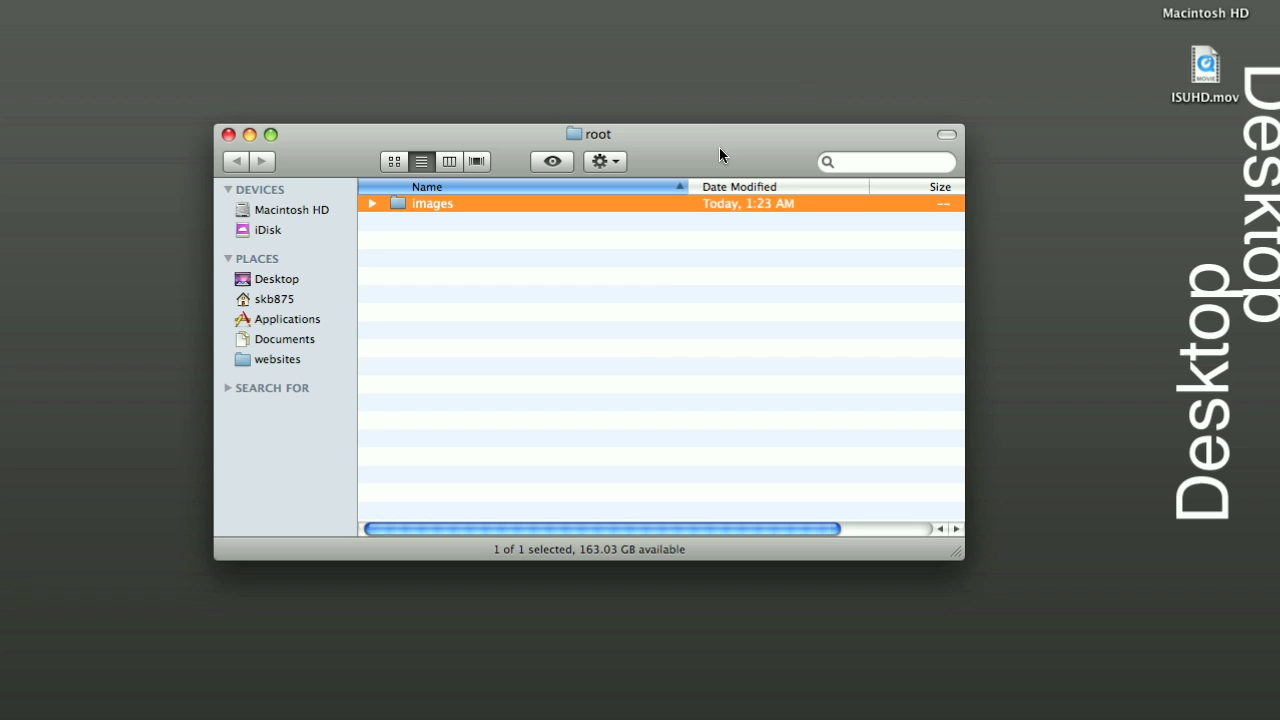 Macintosh HD
MOVIE
ISUHD.mov
Desktop
Desktop
root
Name
Date Modified
Size
images
Today, 1:23 AM
--
DEVICES
Macintosh HD
iDisk
PLACES
Desktop
skb875
Applications
Documents
websites
SEARCH FOR
1 of 1 selected, 163.03 GB available